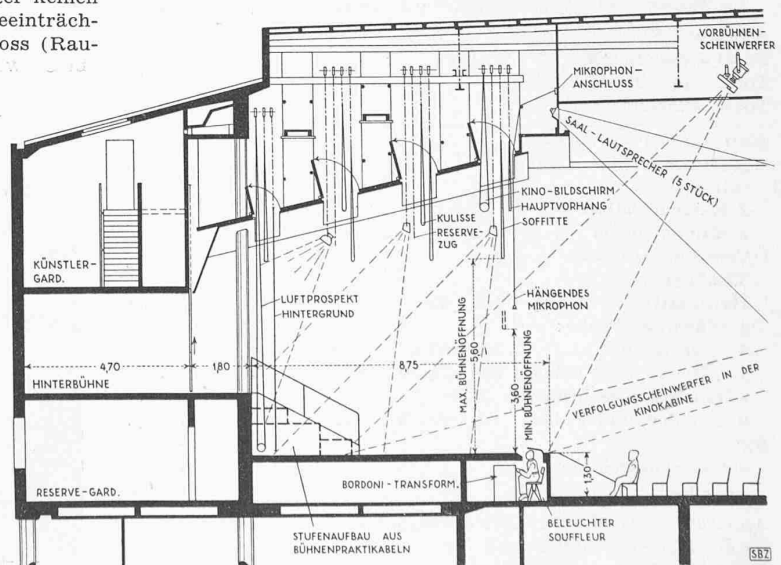 eeinträch-
oss (Rau-
VORBÜHNEN-
SCHEINWERFER
MIKROPHON-
ANSCHLUSS
SAAL-LAUTSPRECHER (5 STÜCK)
KINO-BILDSCHIRM
HAUPTVORHANG
SOFFITTE
KULISSE
RESERVE-
ZUG
KÜNSTLER-
GARD.
LUFTPROSPEKT
HINTERGRUND
HÄNGENDES
MIKROPHON
MAX. BÜHNENÖFFNUNG
5,60
3,60
MIN. BÜHNENÖFFNUNG
4,70
1,80
8,75
HINTERBÜHNE
VERFOLGUNGSCHEINWERFER IN DER
KINOKABINE
1,30
RESERVE-GARD.
BORDONI-TRANSFORM.
STUFENAUFBAU AUS
BÜHNENPRAKTIKABELN
BELEUCHTER
SOUFFLEUR
SBZ